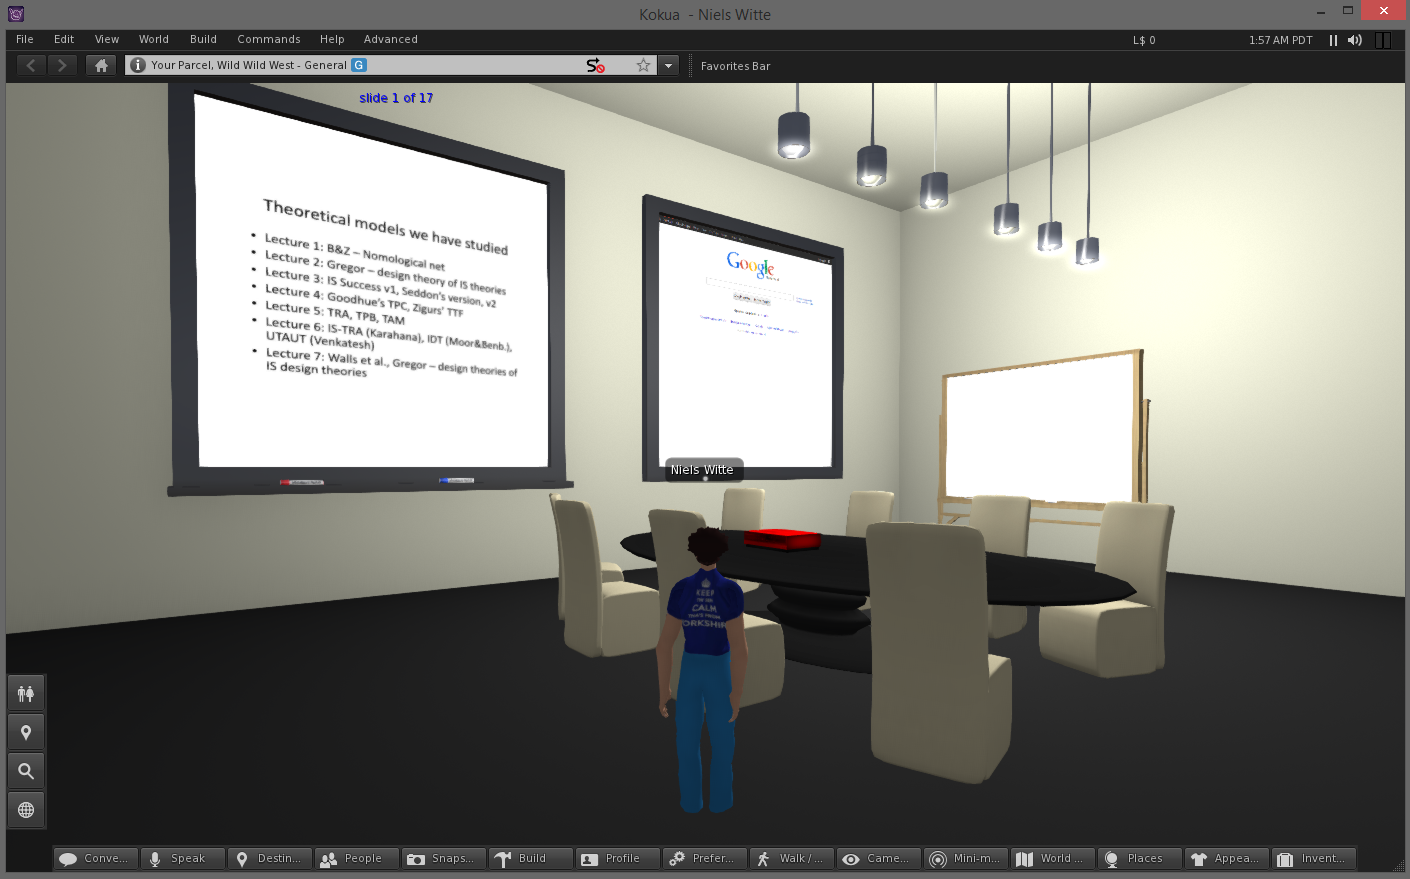 Kokua - Niels Witte
File Edit View World Build Commands Help Advanced
L$ 0
1:57 AM PDT
Your Parcel, Wild Wild West - General G
Favorites Bar
slide 1 of 17
Theoretical models we have studied
• Lecture 1: B&Z – Nomological net
• Lecture 2: Gregor – design theory of IS theories
• Lecture 3: IS Success v1, Seddon's version, v2
• Lecture 4: Goodhue's TPC, Zigurs' TTF
• Lecture 5: TRA, TPB, TAM
• Lecture 6: IS-TRA (Karahana), IDT (Moor&Benb.),
UTAUT (Venkatesh)
• Lecture 7: Walls et al., Gregor – design theories of
IS design theories
Google
Niels Witte
KEEP
CALM
Conve...
Speak
Destin...
People
Snaps...
Build
Profile
Prefer...
Walk / ...
Came...
Mini-m...
World ...
Places
Appea...
Invent...